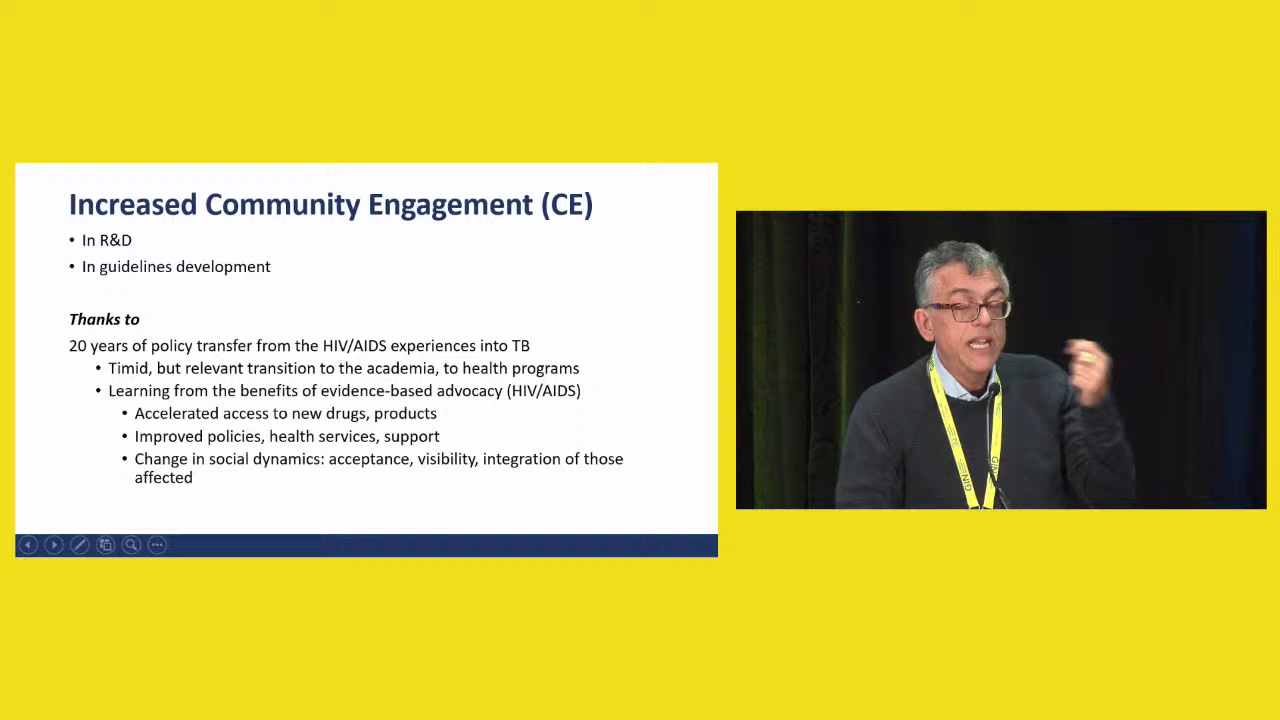 Increased Community Engagement (CE)
• In R&D
• In guidelines development
Thanks to
20 years of policy transfer from the HIV/AIDS experiences into TB
• Timid, but relevant transition to the academia, to health programs
• Learning from the benefits of evidence-based advocacy (HIV/AIDS)
• Accelerated access to new drugs, products
• Improved policies, health services, support
• Change in social dynamics: acceptance, visibility, integration of those
affected
GIN
GIN